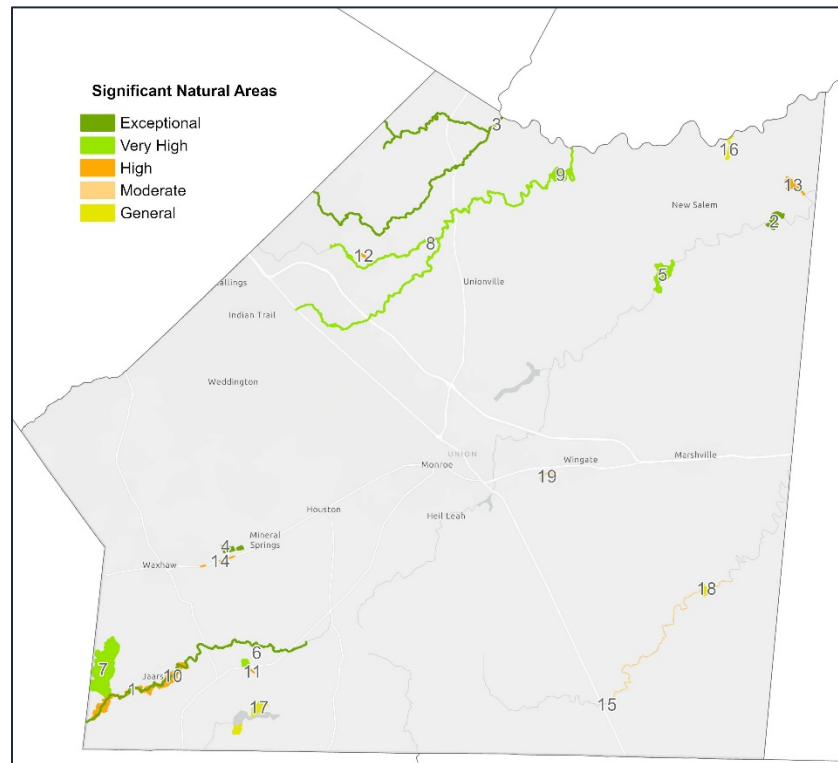 Significant Natural Areas
Exceptional
Very High
High
Moderate
General
3
16
13
9
New Salem
2
8
12
5
allings
Unionville
Indian Trail
Weddington
UNION
Monroe
Wingate
Marshville
19
Houston
Heil Leah
4
Mineral
Springs
14
Waxhaw
18
6
7
11
Jaars
10
1
15
17